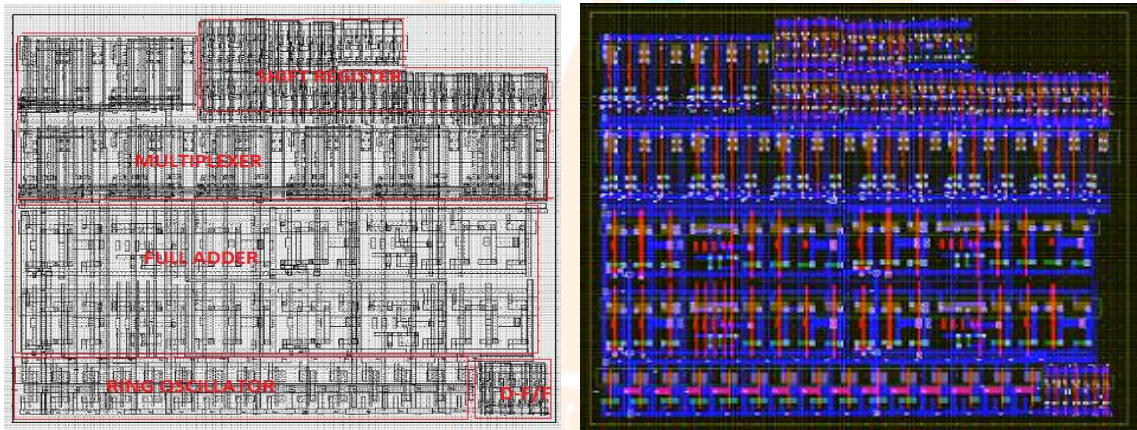 SHIFT REGISTER
MULTIPLEXER
FULL ADDER
RING OSCILLATOR
D-F/F